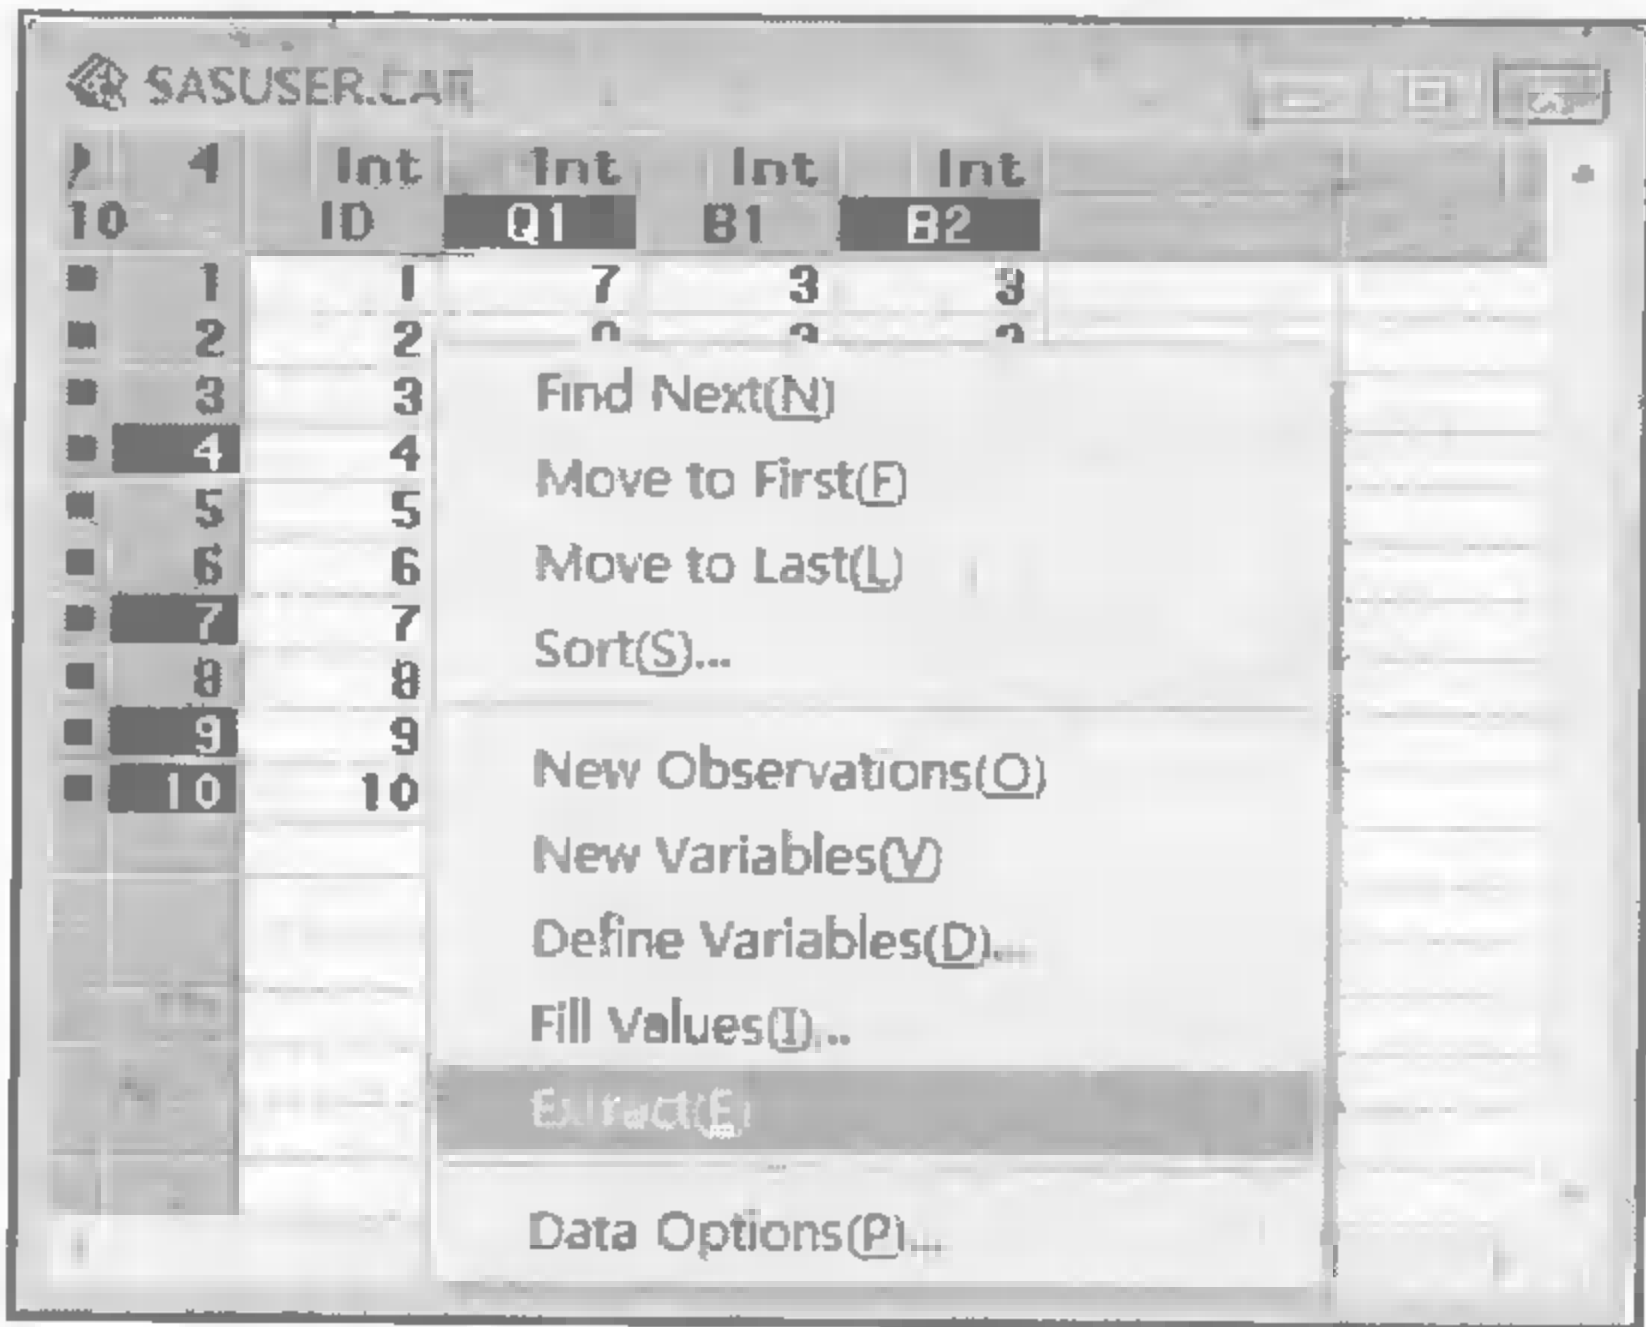 SASUSER.CAR
4 Int Int Int Int
10 ID Q1 B1 B2
1 1 7 3 3
2 2
3 3
4 4
5 5
6 6
7 7
8 8
9 9
10 10
Find Next(N)
Move to First(F)
Move to Last(L)
Sort(S)...
New Observations(O)
New Variables(V)
Define Variables(D)...
Fill Values(I)...
Extract(E)
Data Options(P)...